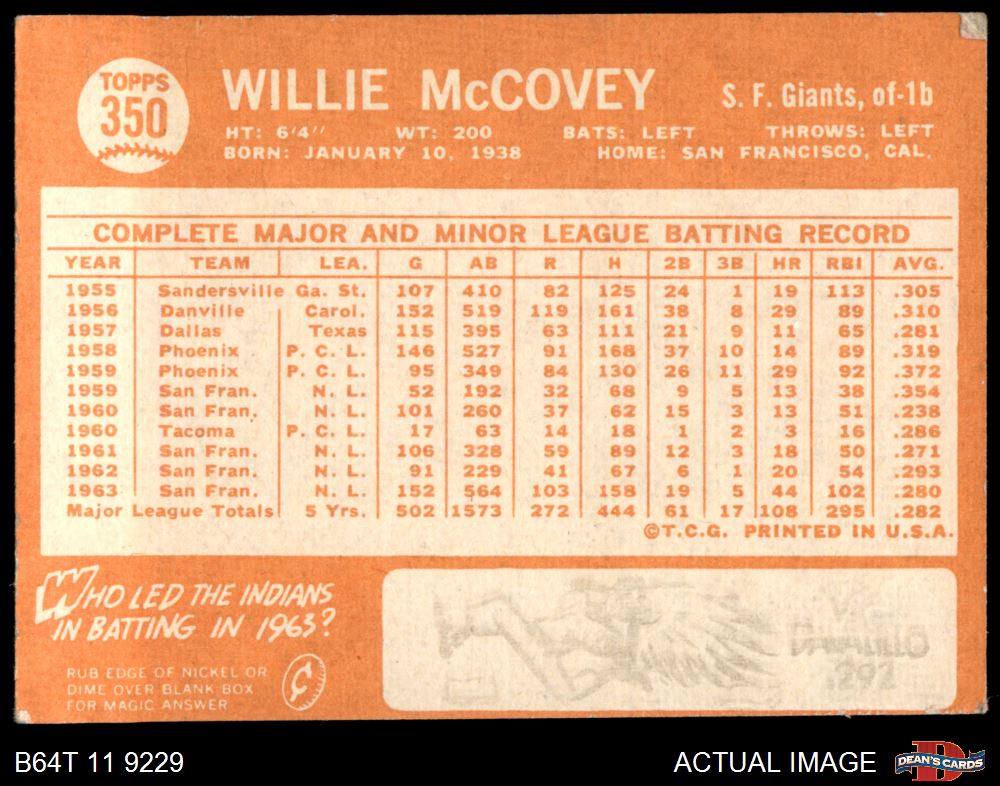 TOPPS
350
WILLIE McCOVEY
S. F. Giants, of-1b
HT: 6'4" WT: 200 BATS: LEFT THROWS: LEFT
BORN: JANUARY 10, 1938 HOME: SAN FRANCISCO, CAL.
COMPLETE MAJOR AND MINOR LEAGUE BATTING RECORD
YEAR TEAM LEA. G AB R H 2B 3B HR RBI AVG.
1955 Sandersville Ga. St. 107 410 82 125 24 1 19 113 .305
1956 Danville Carol. 152 519 119 161 38 8 29 89 .310
1957 Dallas Texas 115 395 63 111 21 9 11 65 .281
1958 Phoenix P. C. L. 146 527 91 168 37 10 14 89 .319
1959 Phoenix P. C. L. 95 349 84 130 26 11 29 92 .372
1959 San Fran. N. L. 52 192 32 68 9 5 13 38 .354
1960 San Fran. N. L. 101 260 37 62 15 3 13 51 .238
1960 Tacoma P. C. L. 17 63 14 18 1 2 3 16 .286
1961 San Fran. N. L. 106 328 59 89 12 3 18 50 .271
1962 San Fran. N. L. 91 229 41 67 6 1 20 54 .293
1963 San Fran. N. L. 152 564 103 158 19 5 44 102 .280
Major League Totals 5 Yrs. 502 1573 272 444 61 17 108 295 .282
©T.C.G. PRINTED IN U.S.A.
WHO LED THE INDIANS
IN BATTING IN 1963?
RUB EDGE OF NICKEL OR
DIME OVER BLANK BOX
FOR MAGIC ANSWER
¢
VIC
DAVALILLO
.292
B64T 11 9229
ACTUAL IMAGE
DEAN'S CARDS